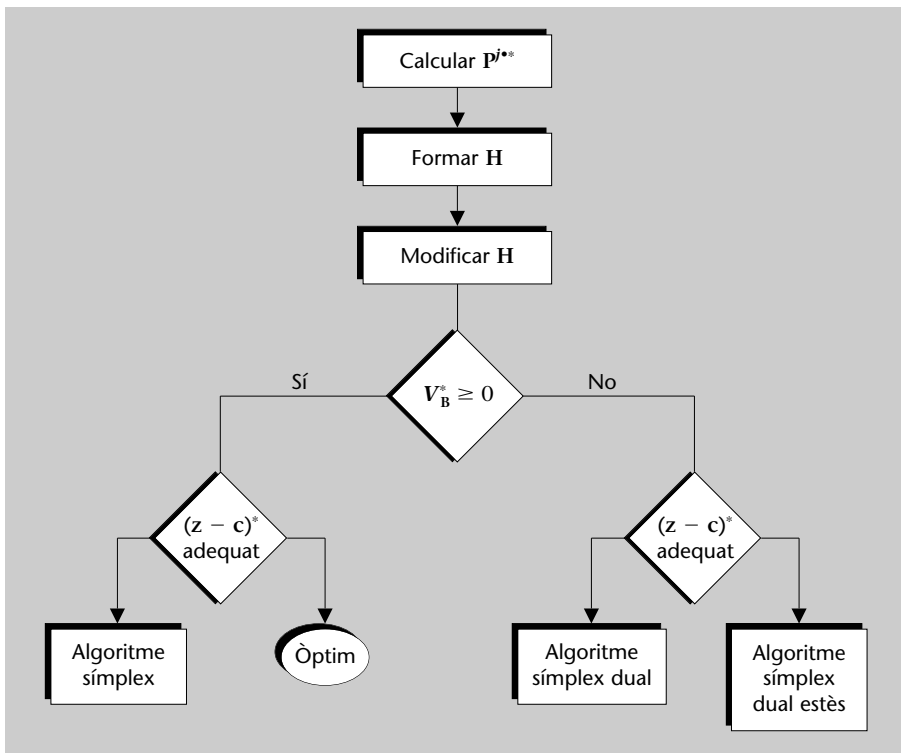 Calcular P^j•*
Formar H
Modificar H
Sí
V*_B ≥ 0
No
(z − c)*
adequat
(z − c)*
adequat
Algoritme
símplex
Òptim
Algoritme
símplex dual
Algoritme
símplex
dual estès